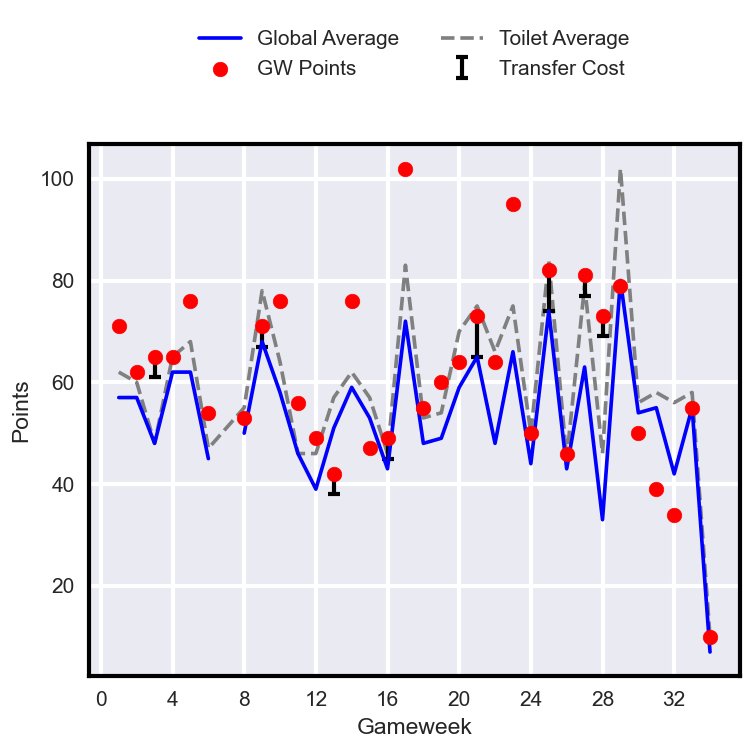 Global Average
Toilet Average
GW Points
Transfer Cost
100
80
60
40
20
Points
0 4 8 12 16 20 24 28 32
Gameweek